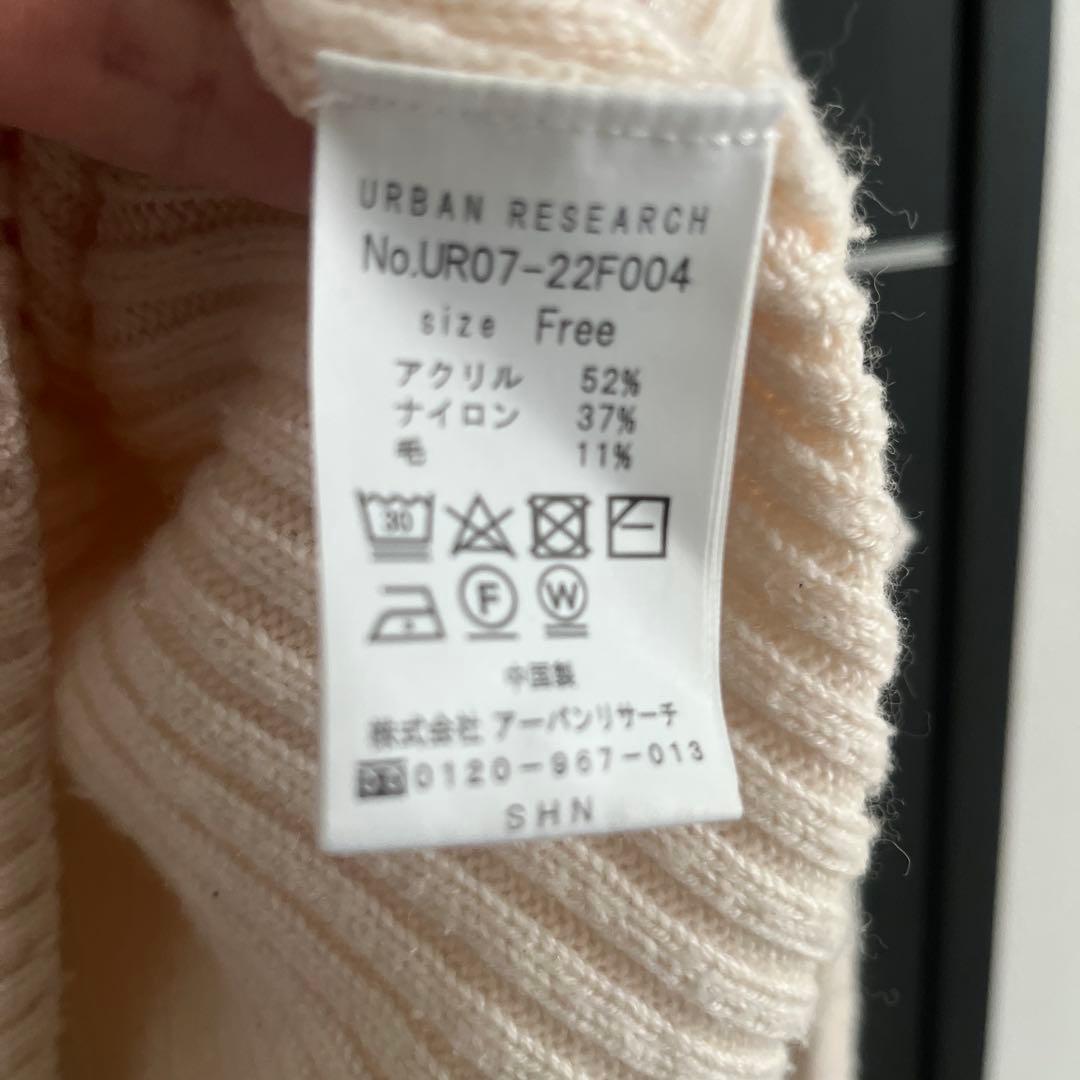 URBAN RESEARCH
No.UR07-22F004
size Free
アクリル 52%
ナイロン 37%
毛 11%
30
F W
中国製
株式会社 アーバンリサーチ
0120-967-013
SHN